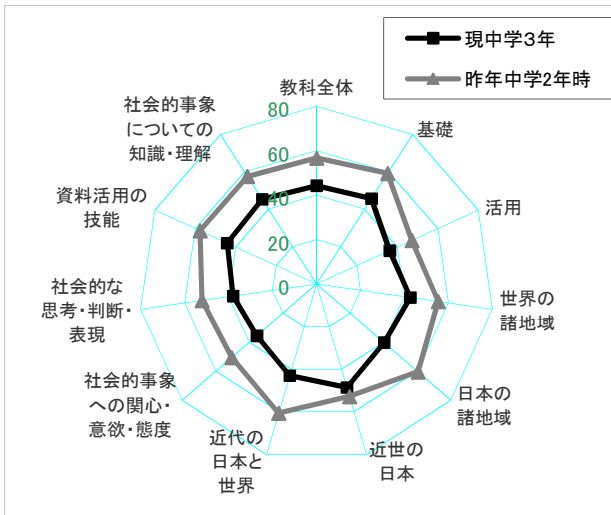 現中学3年
昨年中学2年時
教科全体
基礎
活用
世界の
諸地域
日本の
諸地域
近世の
日本
近代の
日本と
世界
社会的事象
への関心・
意欲・態度
社会的な
思考・判断・
表現
資料活用の
技能
社会的事象
についての
知識・理解
80
60
40
20
0